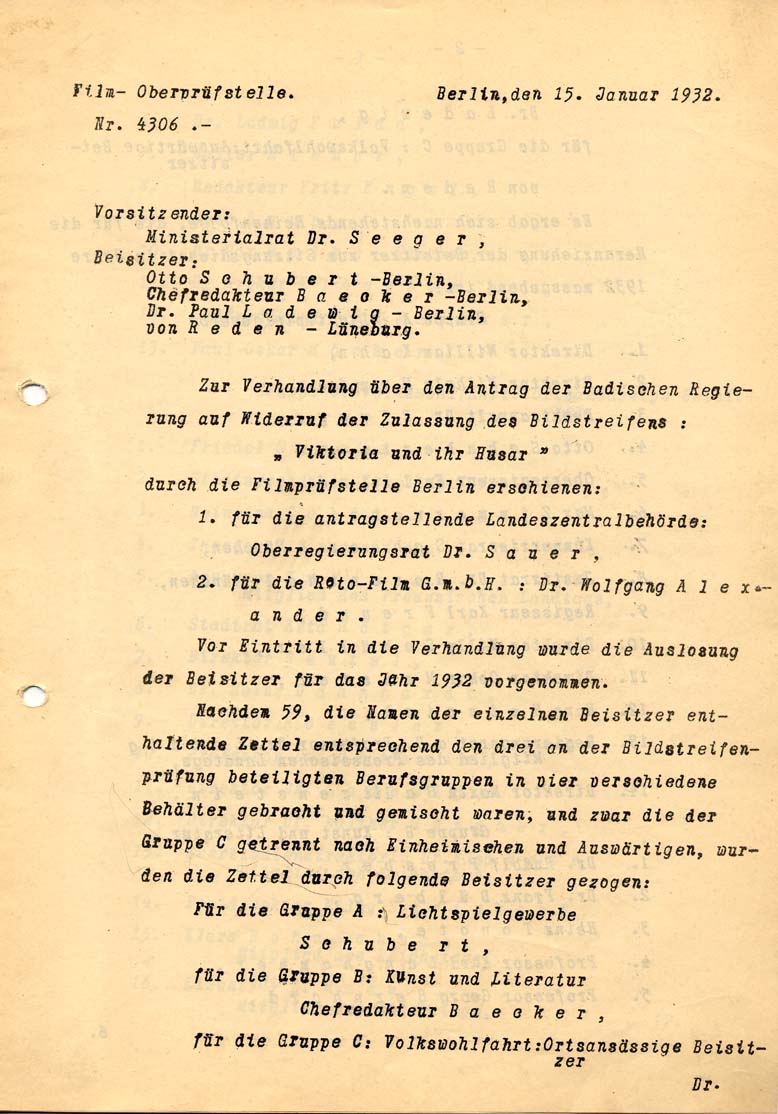 Film- Oberprüfstelle.
Berlin, den 15. Januar 1932.
Nr. 4306 .-
Vorsitzender:
Ministerialrat Dr. S e e g e r ,
Beisitzer:
Otto S c h u b e r t -Berlin,
Chefredakteur B a e c k e r -Berlin,
Dr. Paul L a d e w i g - Berlin,
von R e d e n - Lüneburg.
Zur Verhandlung über den Antrag der Badischen Regie-
rung auf Widerruf der Zulassung des Bildstreifens :
„ Viktoria und ihr Husar ”
durch die Filmprüfstelle Berlin erschienen:
1. für die antragstellende Landeszentralbehörde:
Oberregierungsrat Dr. S a u e r ,
2. für die Roto-Film G.m.b.H. : Dr. Wolfgang A l e x -
a n d e r .
Vor Eintritt in die Verhandlung wurde die Auslosung
der Beisitzer für das Jahr 1932 vorgenommen.
Nachdem 59, die Namen der einzelnen Beisitzer ent-
haltende Zettel entsprechend den drei an der Bildstreifen-
prüfung beteiligten Berufsgruppen in vier verschiedene
Behälter gebracht und gemischt waren, und zwar die der
Gruppe C getrennt nach Einheimischen und Auswärtigen, wur-
den die Zettel durch folgende Beisitzer gezogen:
Für die Gruppe A : Lichtspielgewerbe
S c h u b e r t ,
für die Gruppe B: Kunst und Literatur
Chefredakteur B a e c k e r ,
für die Gruppe C: Volkswohlfahrt:Ortsansässige Beisit-
zer
Dr.